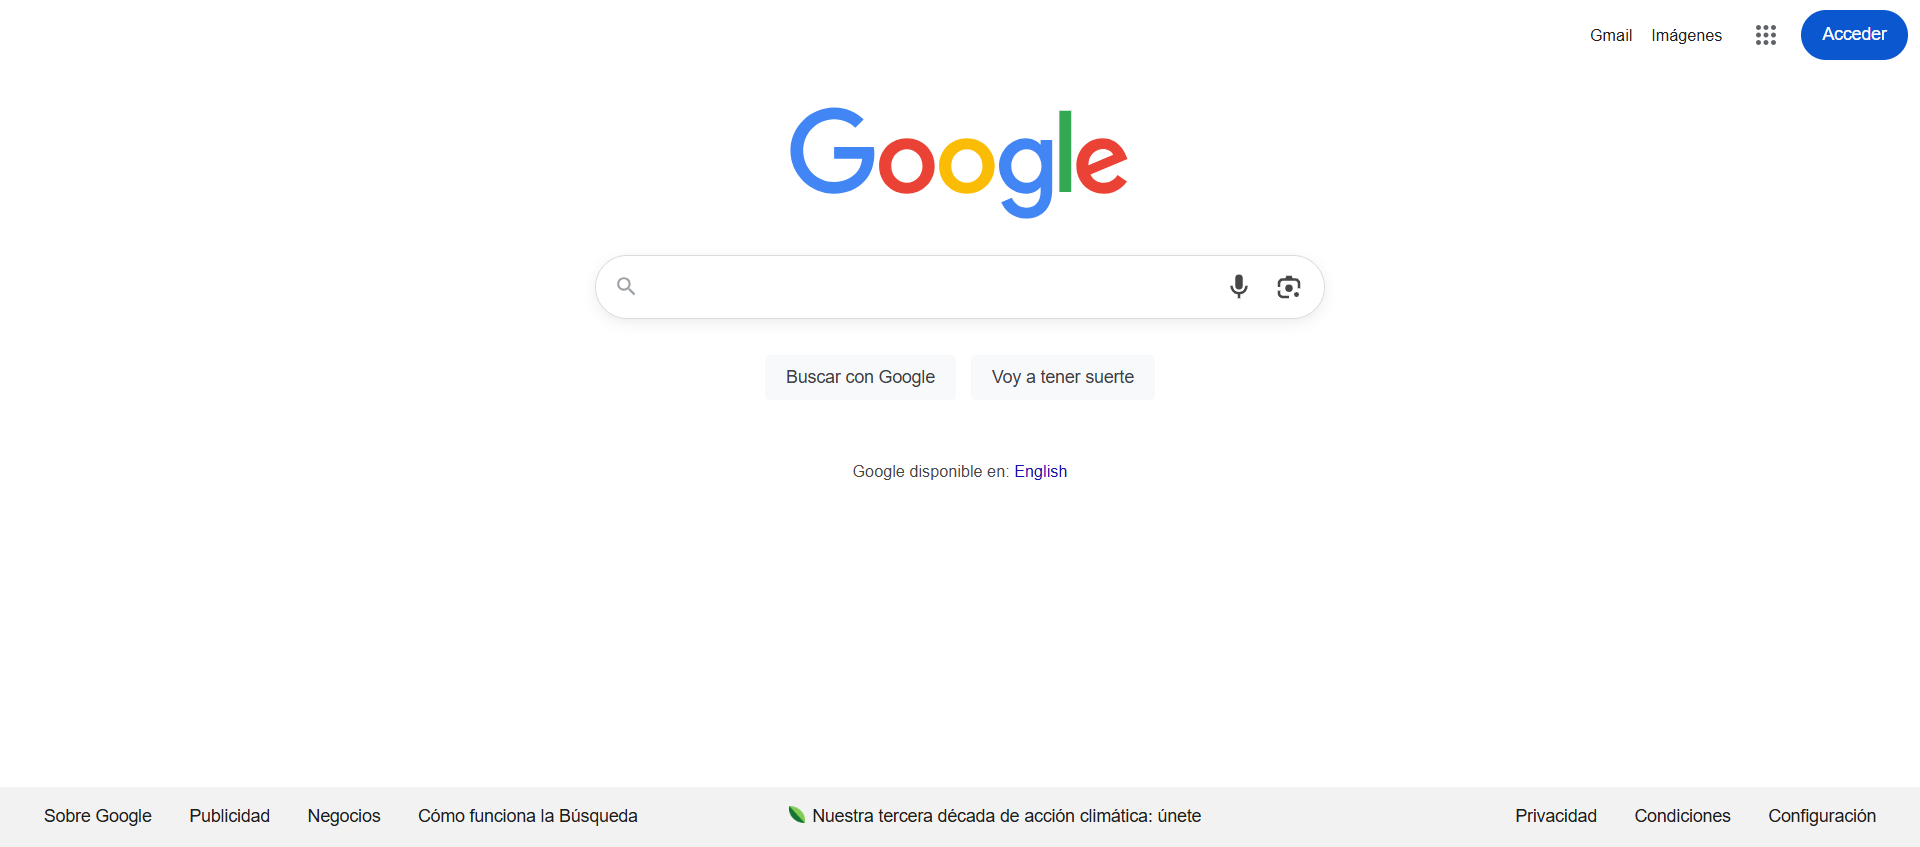 Gmail Imágenes Acceder
Google
Buscar con Google Voy a tener suerte
Google disponible en: English
Sobre Google Publicidad Negocios Cómo funciona la Búsqueda Nuestra tercera década de acción climática: únete Privacidad Condiciones Configuración